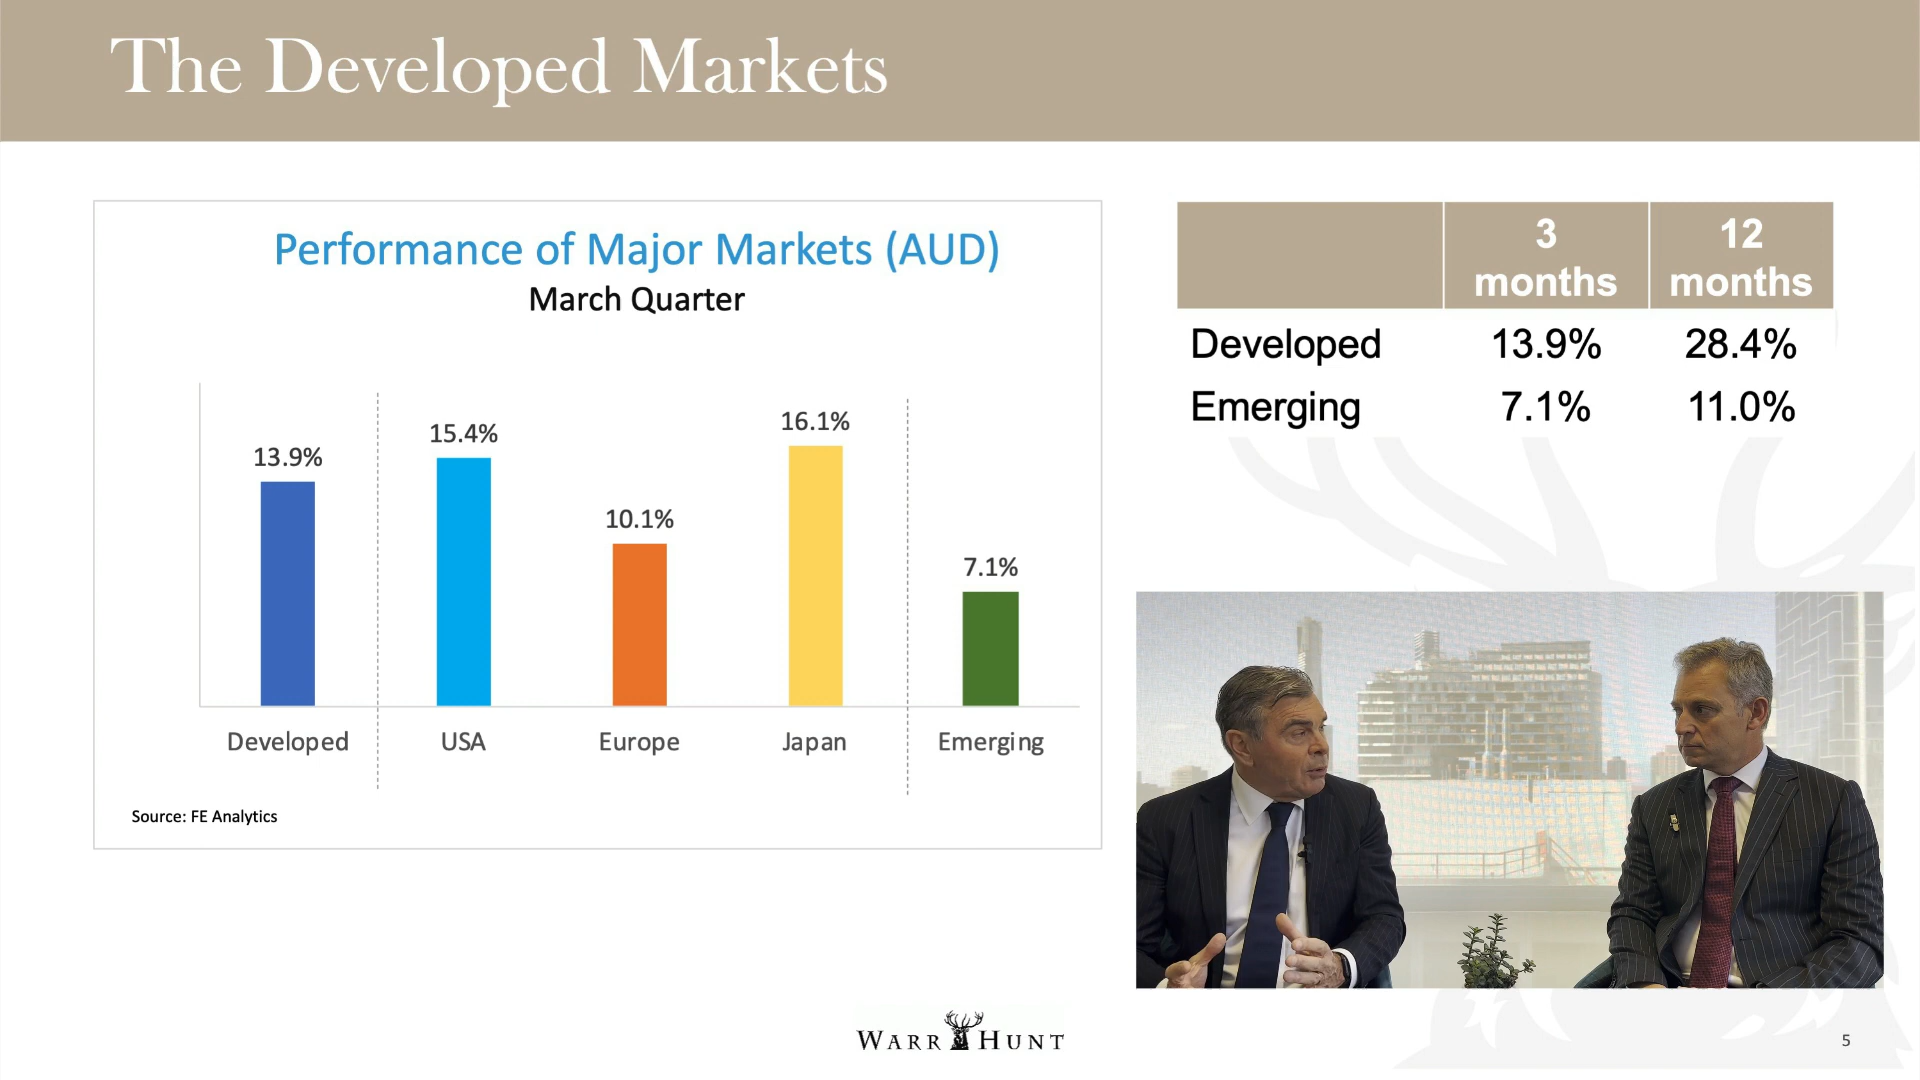 The Developed Markets
Performance of Major Markets (AUD)
March Quarter
13.9%
15.4%
10.1%
16.1%
7.1%
Developed
USA
Europe
Japan
Emerging
Source: FE Analytics
3 months
12 months
Developed 13.9% 28.4%
Emerging 7.1% 11.0%
WARR HUNT
5